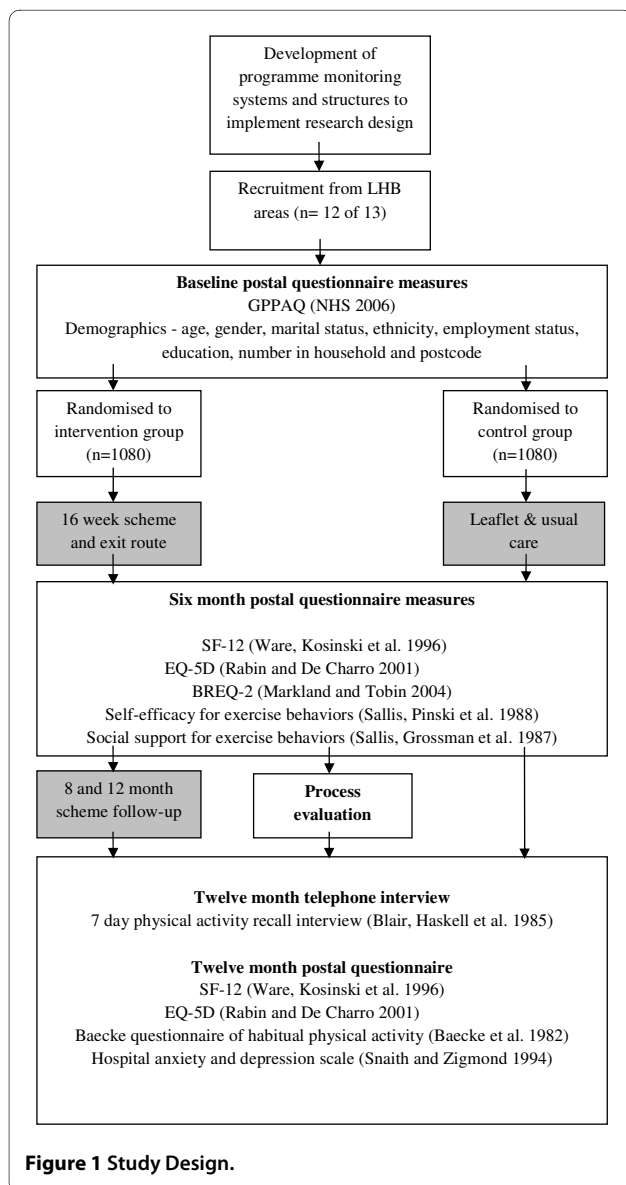 Development of
programme monitoring
systems and structures to
implement research design
Recruitment from LHB
areas (n= 12 of 13)
Baseline postal questionnaire measures
GPPAQ (NHS 2006)
Demographics - age, gender, marital status, ethnicity, employment status,
education, number in household and postcode
Randomised to
intervention group
(n=1080)
Randomised to
control group
(n=1080)
16 week scheme
and exit route
Leaflet & usual
care
Six month postal questionnaire measures
SF-12 (Ware, Kosinski et al. 1996)
EQ-5D (Rabin and De Charro 2001)
BREQ-2 (Markland and Tobin 2004)
Self-efficacy for exercise behaviors (Sallis, Pinski et al. 1988)
Social support for exercise behaviors (Sallis, Grossman et al. 1987)
8 and 12 month
scheme follow-up
Process
evaluation
Twelve month telephone interview
7 day physical activity recall interview (Blair, Haskell et al. 1985)
Twelve month postal questionnaire
SF-12 (Ware, Kosinski et al. 1996)
EQ-5D (Rabin and De Charro 2001)
Baecke questionnaire of habitual physical activity (Baecke et al. 1982)
Hospital anxiety and depression scale (Snaith and Zigmond 1994)
Figure 1 Study Design.